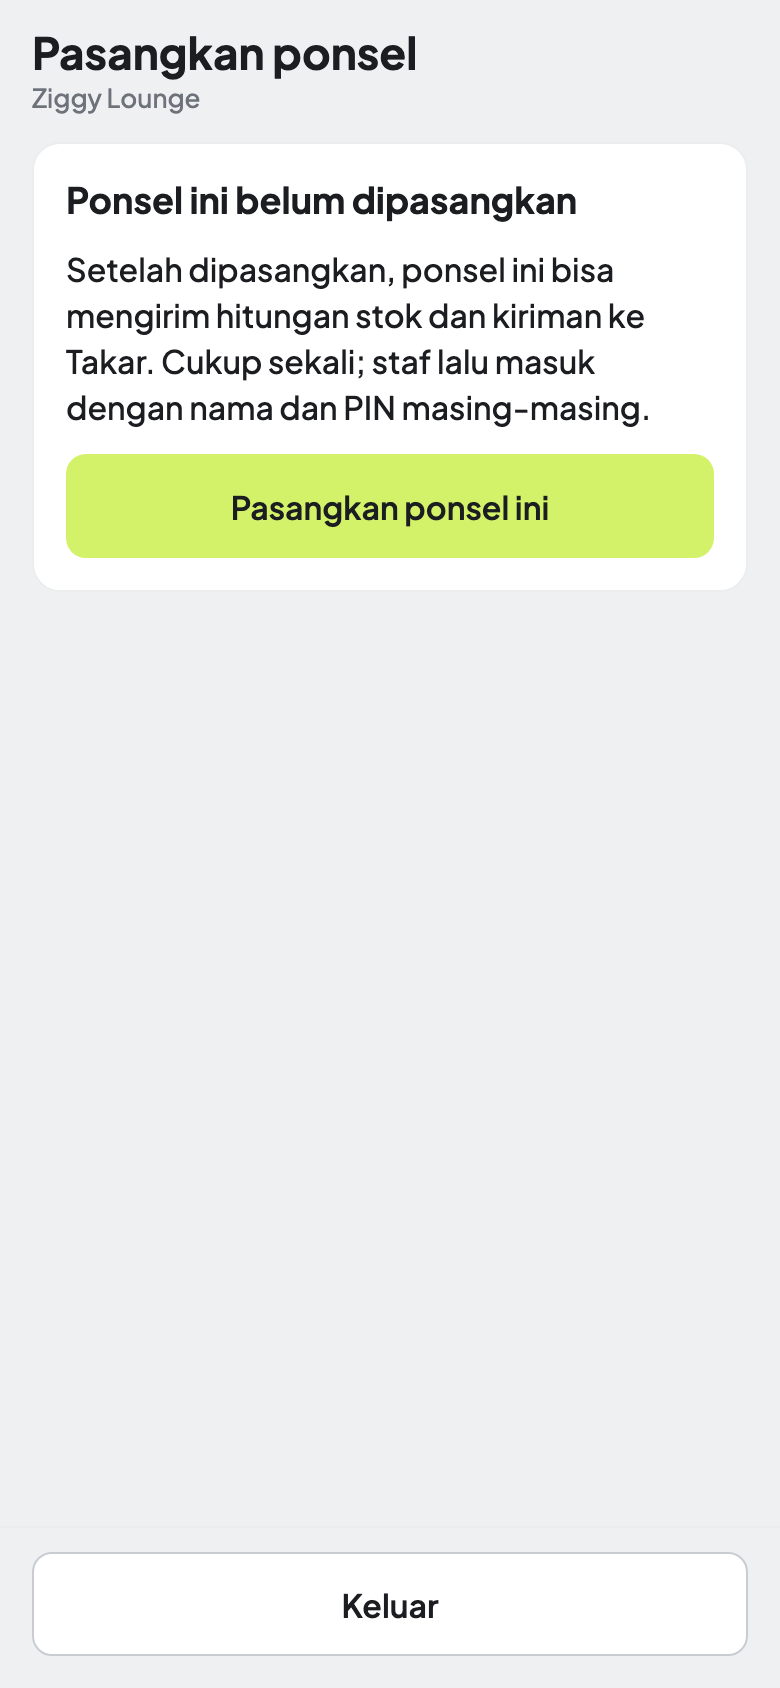 Pasangkan ponsel
Ziggy Lounge
Ponsel ini belum dipasangkan
Setelah dipasangkan, ponsel ini bisa
mengirim hitungan stok dan kiriman ke
Takar. Cukup sekali; staf lalu masuk
dengan nama dan PIN masing-masing.
Pasangkan ponsel ini
Keluar